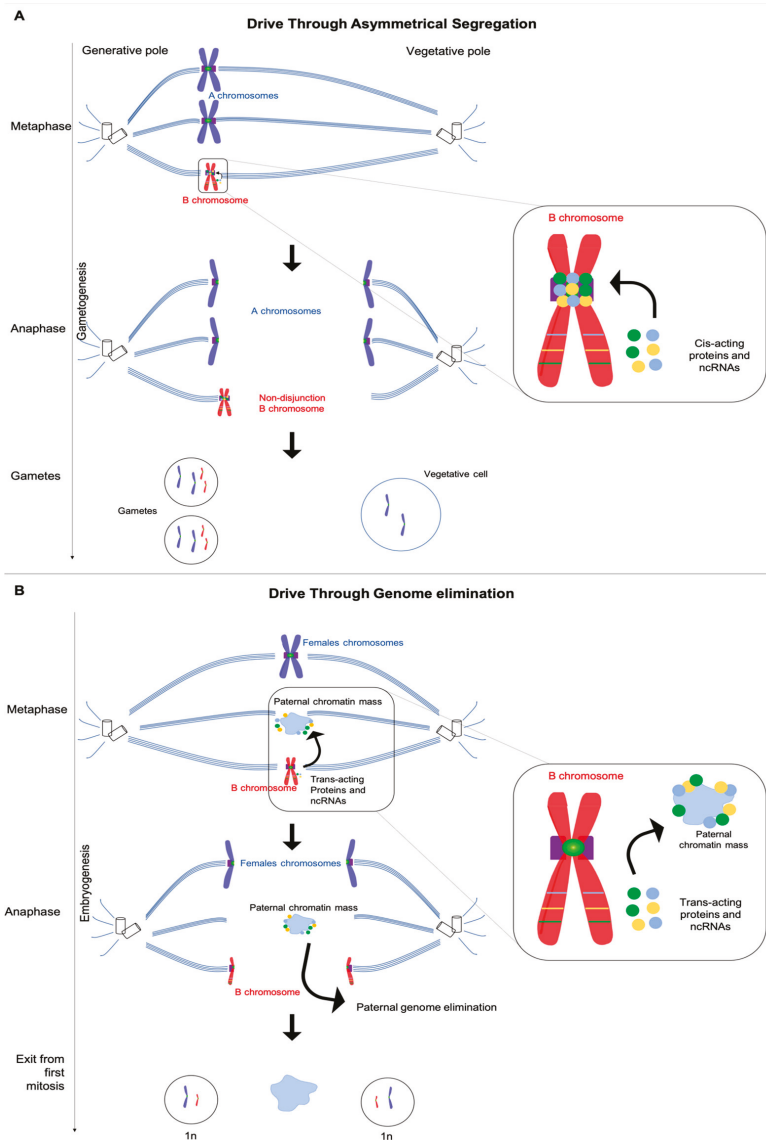 A
Drive Through Asymmetrical Segregation
Generative pole
Vegetative pole
A chromosomes
Metaphase
B chromosome
B chromosome
Gametogenesis
A chromosomes
Anaphase
Cis-acting
proteins and
ncRNAs
Non-disjunction
B chromosome
Gametes
Vegetative cell
Gametes
B
Drive Through Genome elimination
Females chromosomes
Metaphase
Paternal chromatin mass
B chromosome
Trans-acting
Proteins and
ncRNAs
B chromosome
Paternal
chromatin mass
Trans-acting
proteins and
ncRNAs
Embryogenesis
Females chromosomes
Anaphase
Paternal chromatin mass
B chromosome
Paternal genome elimination
Exit from
first
mitosis
1n
1n